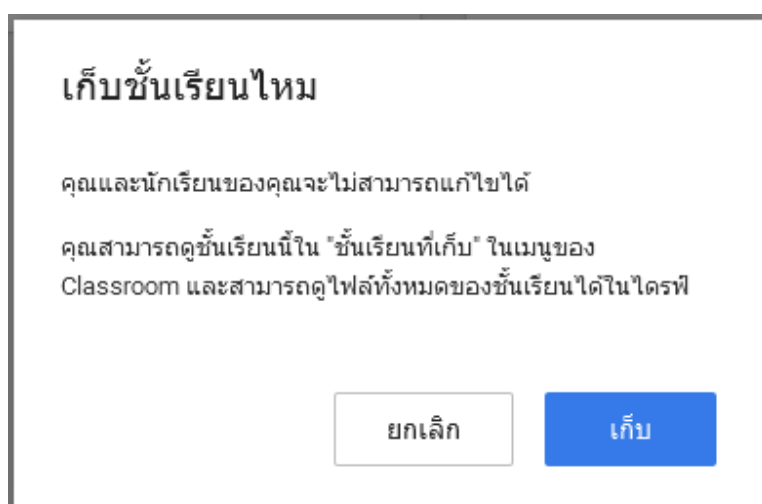 เก็บชั้นเรียนไหม
คุณและนักเรียนของคุณจะไม่สามารถแก้ไขได้
คุณสามารถดูชั้นเรียนนี้ใน "ชั้นเรียนที่เก็บ" ในเมนูของ
Classroom และสามารถดูไฟล์ทั้งหมดของชั้นเรียนได้ในไดรฟ์
ยกเลิก
เก็บ